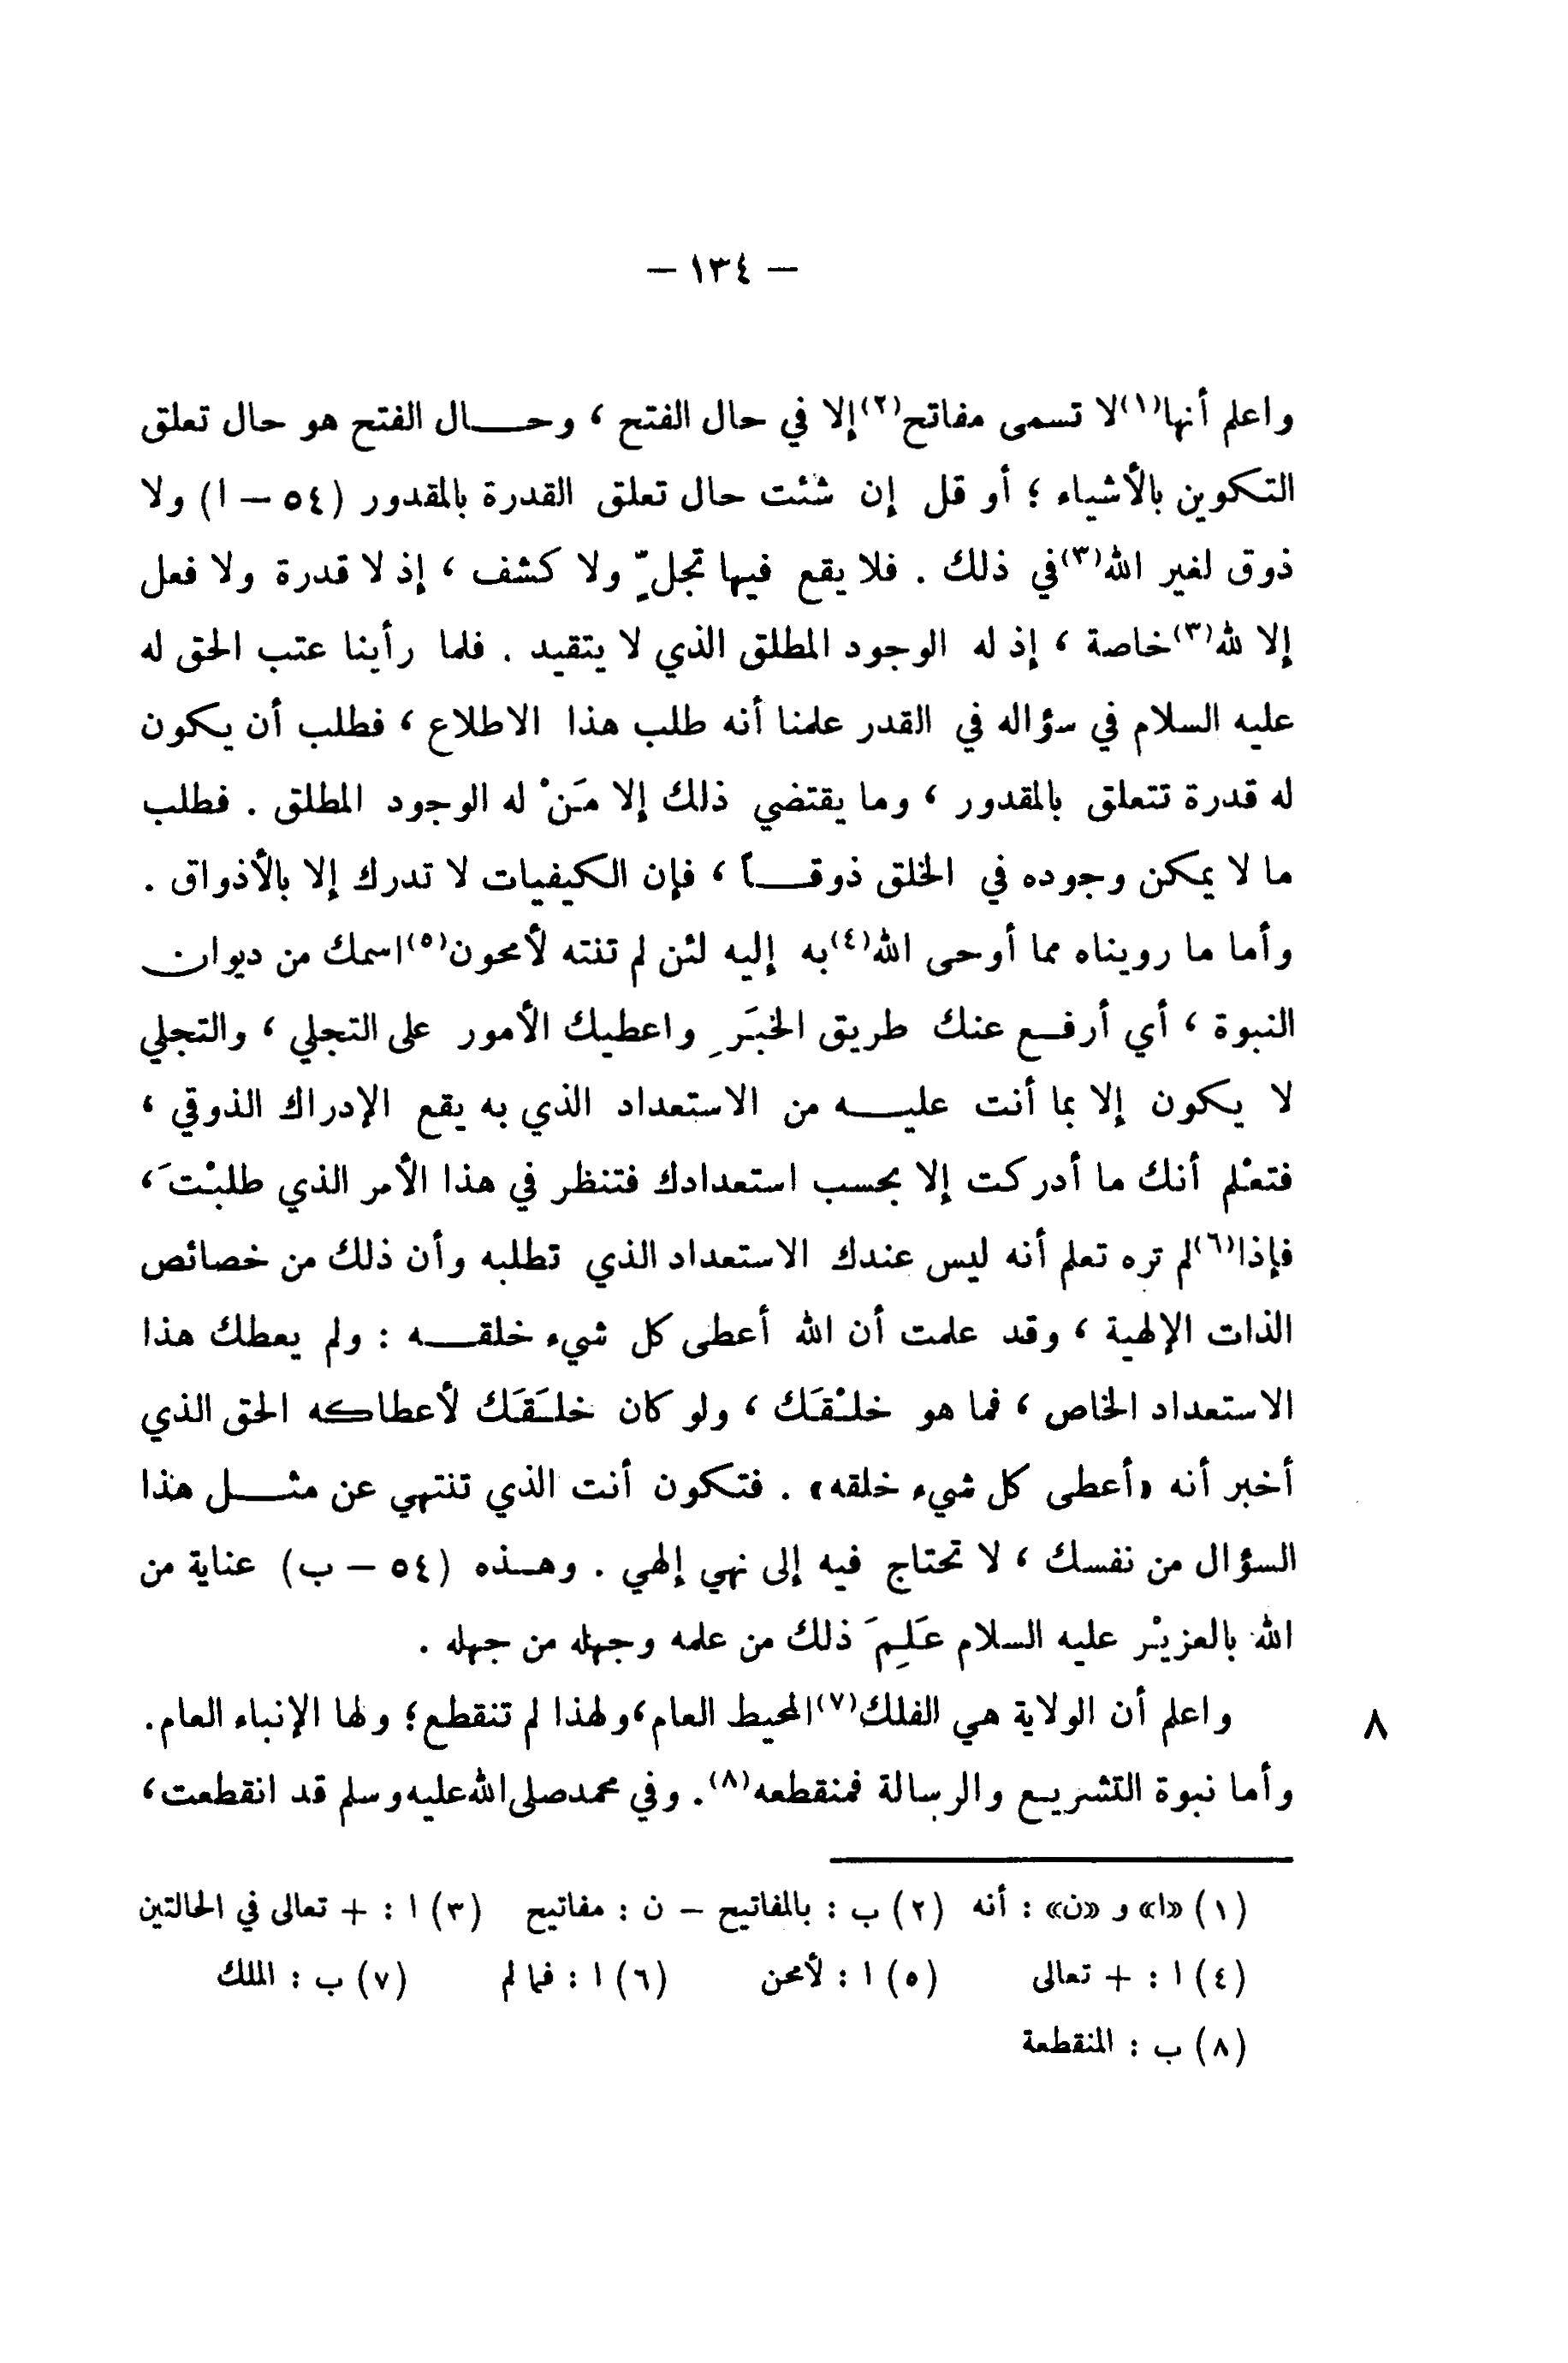 — ١٣٤ —
واعلم أنها(١) لا تسمى مفاتح(٢) إلا في حال الفتح ، وحـــال الفتح هو حال تعلق
التكوين بالأشياء ؛ أو قل إن شئت حال تعلق القدرة بالمقدور (٥٤ — ا) ولا
ذوق لغير الله(٣) في ذلك . فلا يقع فيها تجلٍّ ولا كشف ، إذ لا قدرة ولا فعل
إلا لله(٣) خاصة ، إذ له الوجود المطلق الذي لا يتقيد . فلما رأينا عتب الحق له
عليه السلام في سؤاله في القدر علمنا أنه طلب هذا الاطلاع ، فطلب أن يكون
له قدرة تتعلق بالمقدور ، وما يقتضي ذلك إلا مَنْ له الوجود المطلق . فطلب
ما لا يمكن وجوده في الخلق ذوقـــاً ، فإن الكيفيات لا تدرك إلا بالأذواق .
وأما ما رويناه مما أوحى الله(٤) به إليه لئن لم تنته لأمحون(٥) اسمك من ديوان
النبوة ، أي أرفـع عنك طريق الخبَرِ واعطيك الأمور على التجلي ، والتجلي
لا يكون إلا بما أنت عليـــه من الاستعداد الذي به يقع الإدراك الذوقي ،
فتعْلم أنك ما أدركت إلا بحسب استعدادك فتنظر في هذا الأمر الذي طلبْتَ ،
فإذا(٦) لم تره تعلم أنه ليس عندك الاستعداد الذي تطلبه وأن ذلك من خصائص
الذات الإلهية ، وقد علمت أن الله أعطى كل شيء خلقـــه : ولم يعطك هذا
الاستعداد الخاص ، فما هو خلْقَك ، ولو كان خلَقَك لأعطاكه الحق الذي
أخبر أنه «أعطى كل شيء خلقه» . فتكون أنت الذي تنتهي عن مثـــل هذا
السؤال من نفسك ، لا تحتاج فيه إلى نهي إلهي . وهـذه (٥٤ — ب) عناية من
الله بالعزيْر عليه السلام عَلِمَ ذلك من علمه وجهله من جهله .
٨ واعلم أن الولاية هي الفلك(٧) المحيط العام، ولهذا لم تنقطع؛ ولها الإنباء العام.
وأما نبوة التشريـع والرسالة فمنقطعه(٨). وفي محمد صلى الله عليه وسلم قد انقطعت،
(١) «ا» و «ن» : أنه (٢) ب : بالمفاتيح – ن : مفاتيح (٣) ا : + تعالى في الحالتين
(٤) ا : + تعالى (٥) ا : لأمحن (٦) ا : فما لم (٧) ب : الملك
(٨) ب : المنقطعة